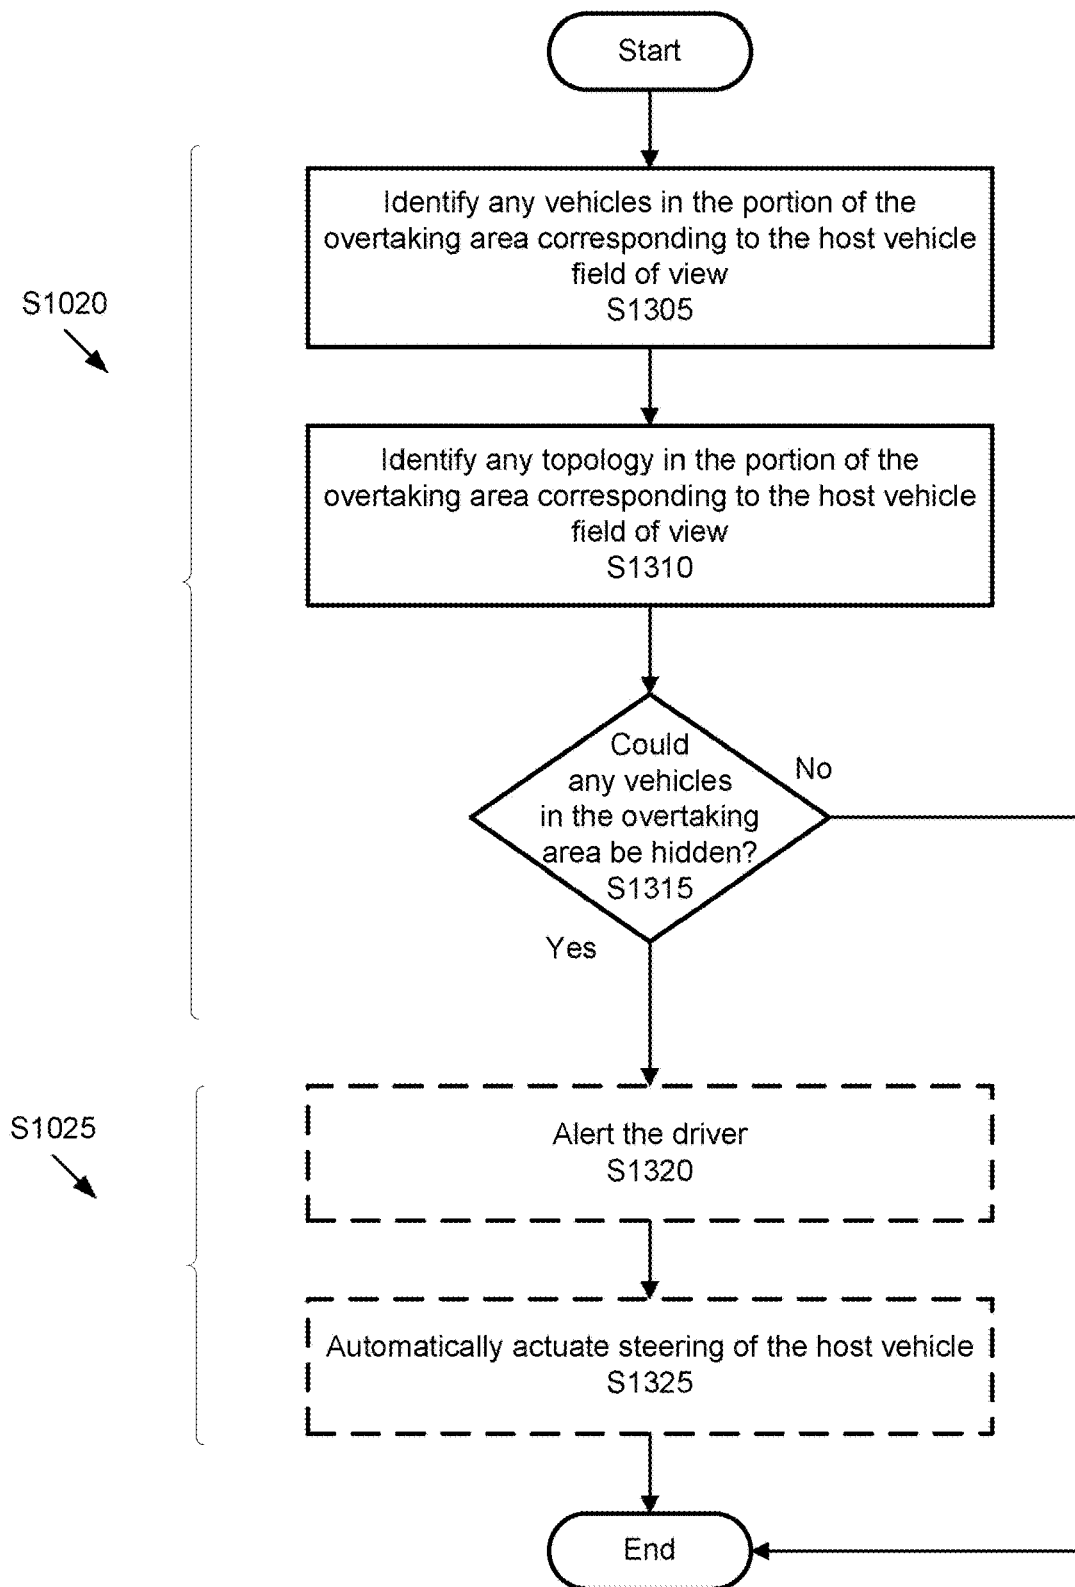 Start
Identify any vehicles in the portion of the
overtaking area corresponding to the host vehicle
field of view
S1305
S1020
Identify any topology in the portion of the
overtaking area corresponding to the host vehicle
field of view
S1310
Could
any vehicles
in the overtaking
area be hidden?
S1315
No
Yes
S1025
Alert the driver
S1320
Automatically actuate steering of the host vehicle
S1325
End